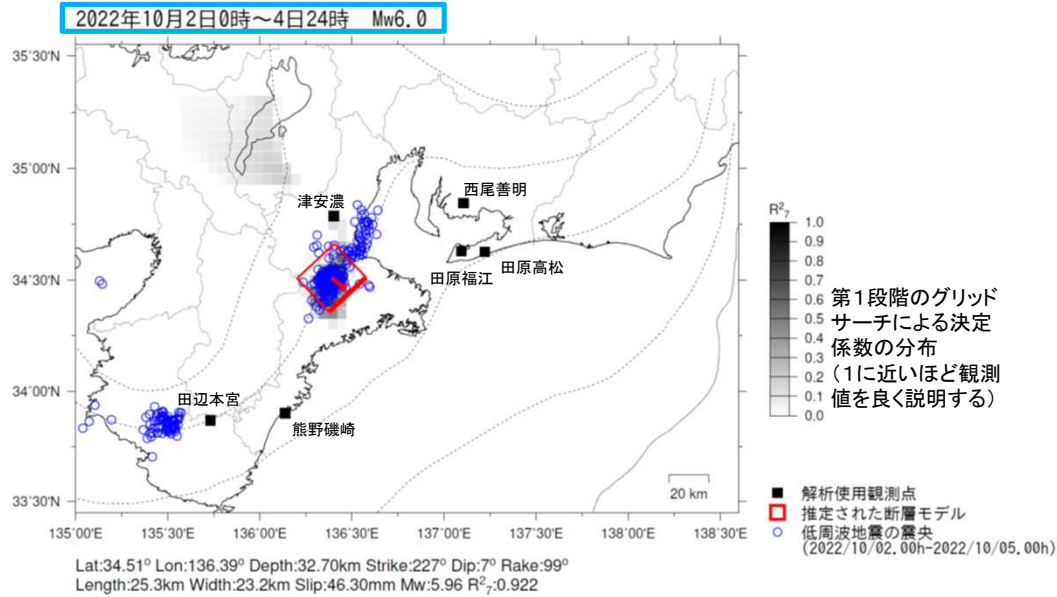 2022年10月2日0時～4日24時　Mw6.0
35°30'N
35°00'N
34°30'N
34°00'N
33°30'N
135°00'E
135°30'E
136°00'E
136°30'E
137°00'E
137°30'E
138°00'E
138°30'E
津安濃
西尾善明
田原福江
田原高松
田辺本宮
熊野磯崎
20 km
R²₇
1.0
0.9
0.8
0.7
0.6
0.5
0.4
0.3
0.2
0.1
0.0
第１段階のグリッド
サーチによる決定
係数の分布
（１に近いほど観測
値を良く説明する）
解析使用観測点
推定された断層モデル
低周波地震の震央
(2022/10/02.00h-2022/10/05.00h)
Lat:34.51° Lon:136.39° Depth:32.70km Strike:227° Dip:7° Rake:99°
Length:25.3km Width:23.2km Slip:46.30mm Mw:5.96 R²₇:0.922